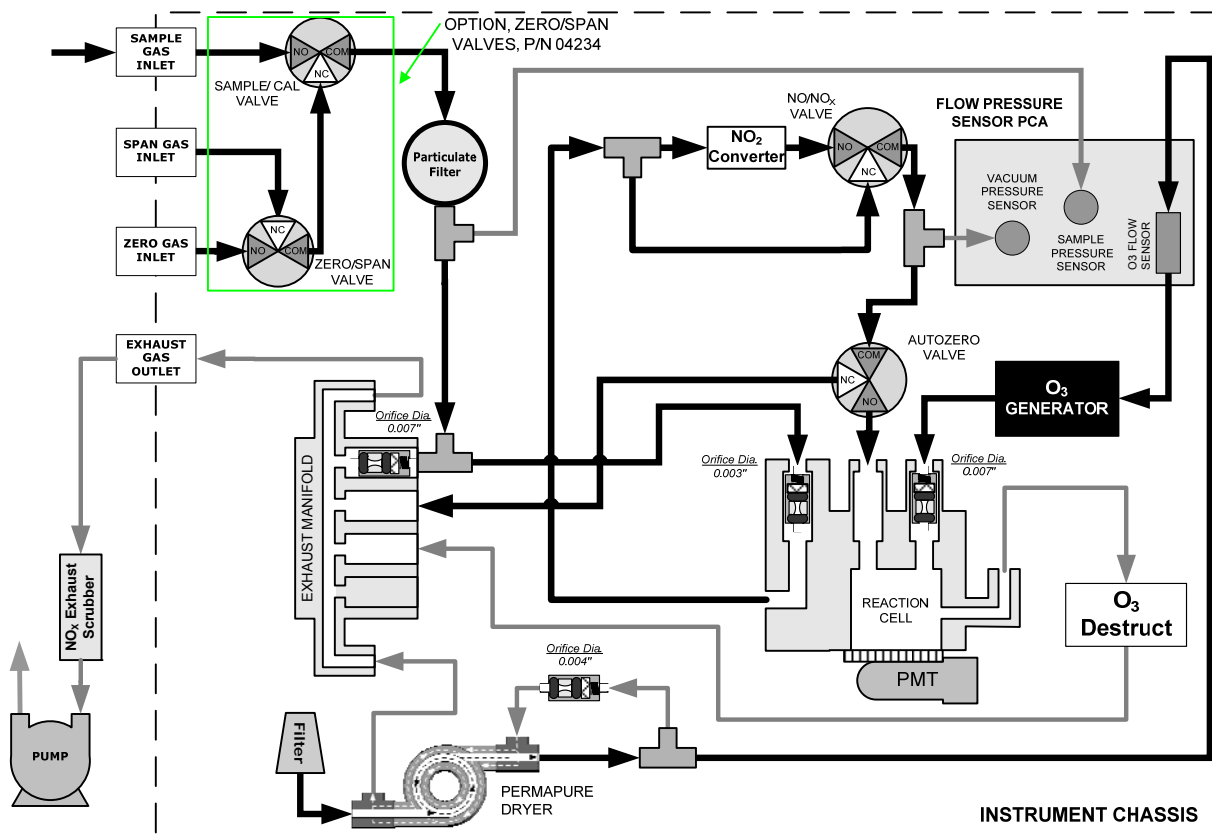 SAMPLE
GAS
INLET
NO
COM
NC
SAMPLE/ CAL
VALVE
OPTION, ZERO/SPAN
VALVES, P/N 04234
SPAN GAS
INLET
ZERO GAS
INLET
NC
NO
COM
ZERO/SPAN
VALVE
Particulate
Filter
NO₂
Converter
NO/NOₓ
VALVE
NO
COM
NC
FLOW PRESSURE
SENSOR PCA
VACUUM
PRESSURE
SENSOR
SAMPLE
PRESSURE
SENSOR
O3 FLOW
SENSOR
EXHAUST
GAS
OUTLET
AUTOZERO
VALVE
COM
NC
NO
O₃
GENERATOR
Orifice Dia.
0.007"
Orifice Dia.
0.003"
Orifice Dia.
0.007"
EXHAUST MANIFOLD
REACTION
CELL
PMT
O₃
Destruct
NOₓ Exhaust
Scrubber
PUMP
Orifice Dia.
0.004"
Filter
PERMAPURE
DRYER
INSTRUMENT CHASSIS